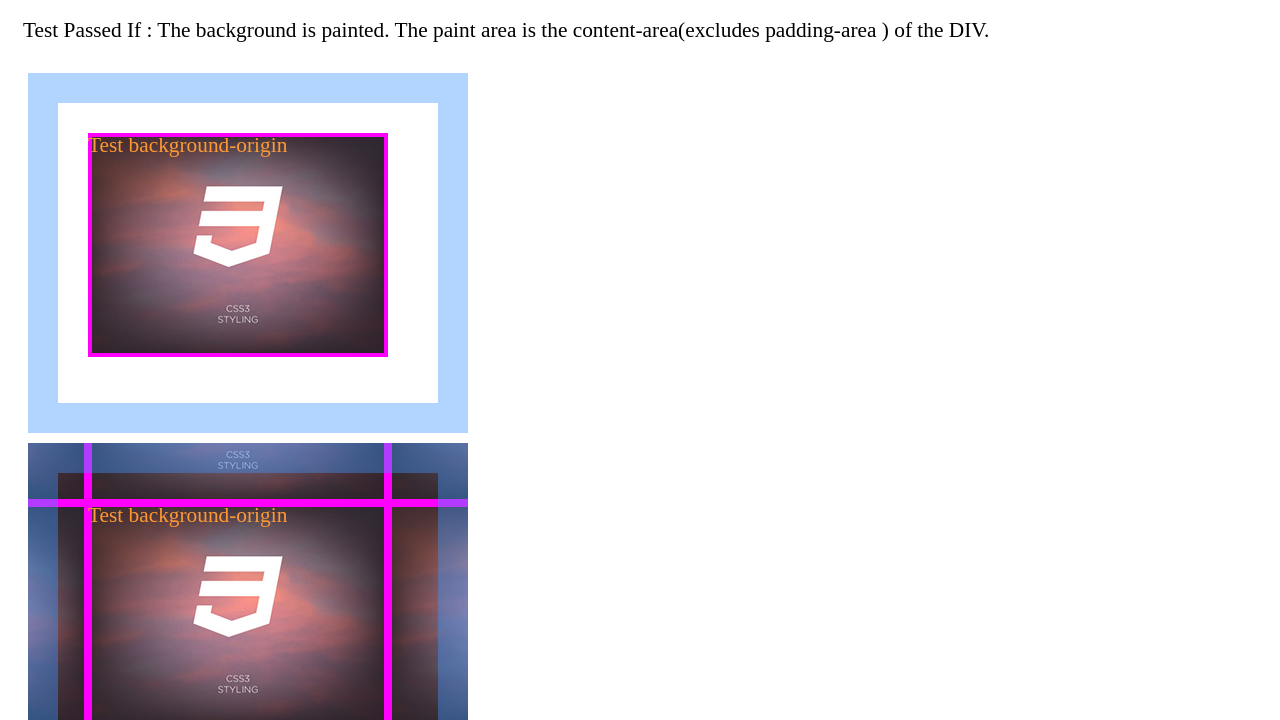 Test Passed If : The background is painted. The paint area is the content-area(excludes padding-area ) of the DIV.
Test background-origin
CSS3
STYLING
CSS3
STYLING
Test background-origin
CSS3
STYLING